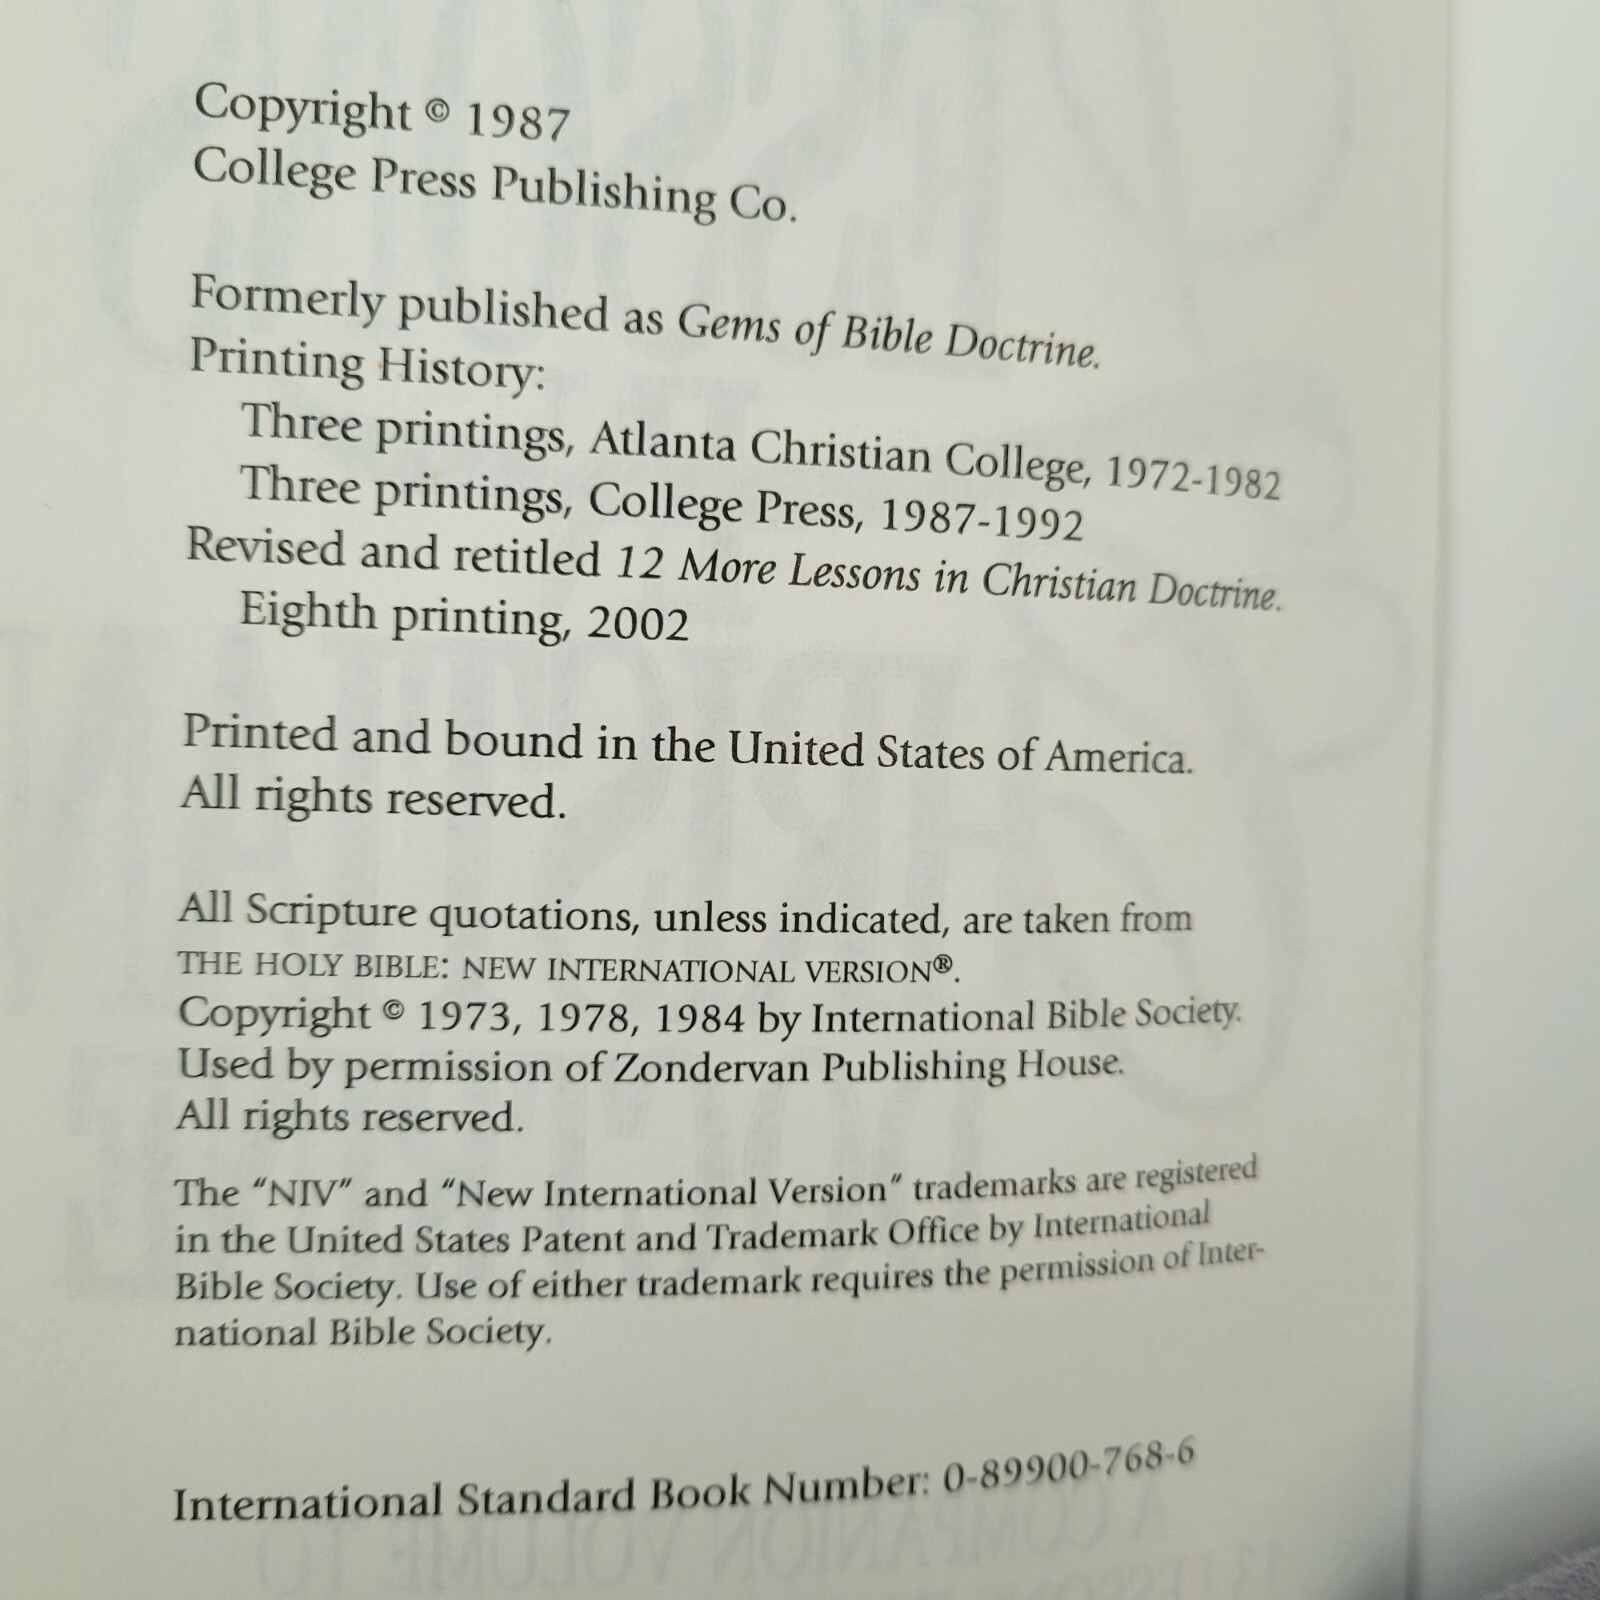 Copyright © 1987
College Press Publishing Co.
Formerly published as Gems of Bible Doctrine.
Printing History:
Three printings, Atlanta Christian College, 1972-1982
Three printings, College Press, 1987-1992
Revised and retitled 12 More Lessons in Christian Doctrine.
Eighth printing, 2002
Printed and bound in the United States of America.
All rights reserved.
All Scripture quotations, unless indicated, are taken from
THE HOLY BIBLE: NEW INTERNATIONAL VERSION®.
Copyright © 1973, 1978, 1984 by International Bible Society.
Used by permission of Zondervan Publishing House.
All rights reserved.
The “NIV” and “New International Version” trademarks are registered
in the United States Patent and Trademark Office by International
Bible Society. Use of either trademark requires the permission of Inter-
national Bible Society.
International Standard Book Number: 0-89900-768-6